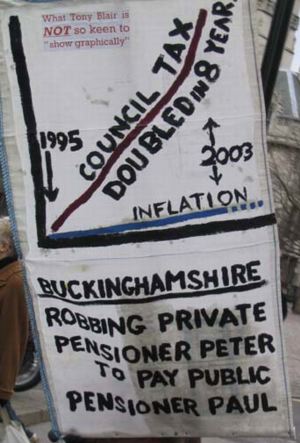 What Tony Blair is
NOT so keen to
"show graphically"
COUNCIL TAX
DOUBLED IN 8 YEAR
1995
2003
INFLATION
BUCKINGHAMSHIRE
ROBBING PRIVATE
PENSIONER PETER
TO PAY PUBLIC
PENSIONER PAUL